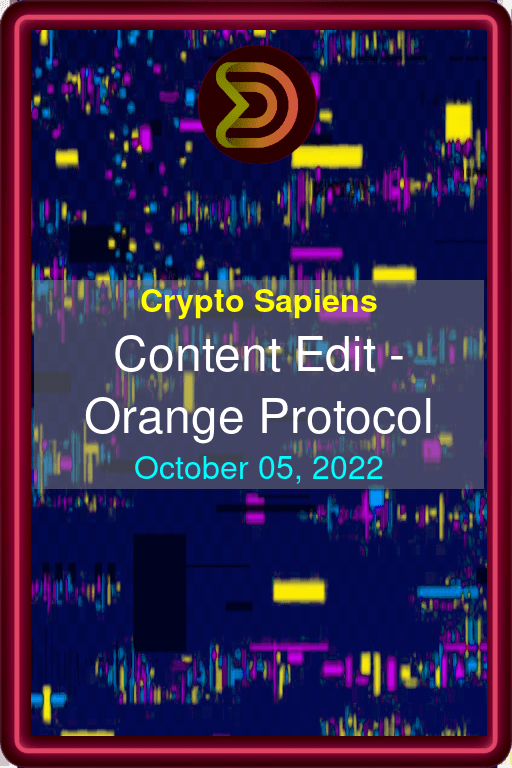 Crypto Sapiens
Content Edit -
Orange Protocol
October 05, 2022